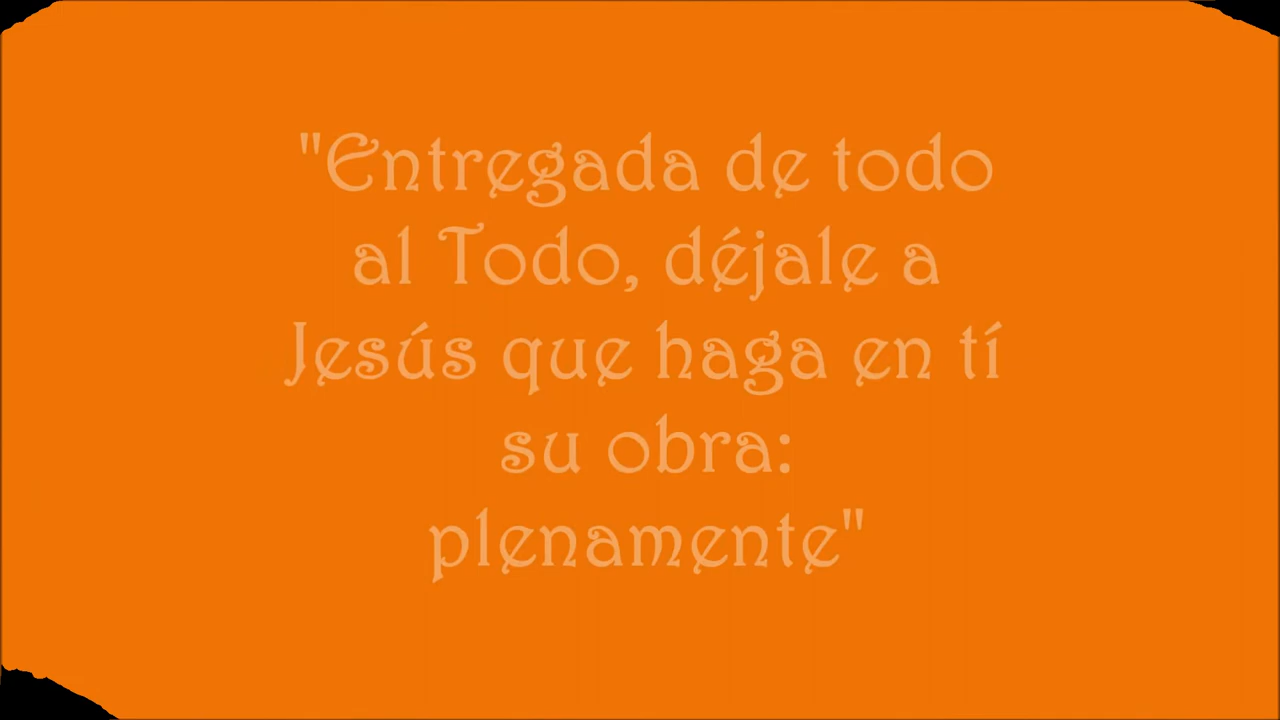 "Entregada de todo
al Todo, déjale a
Jesús que haga en tí
su obra:
plenamente"